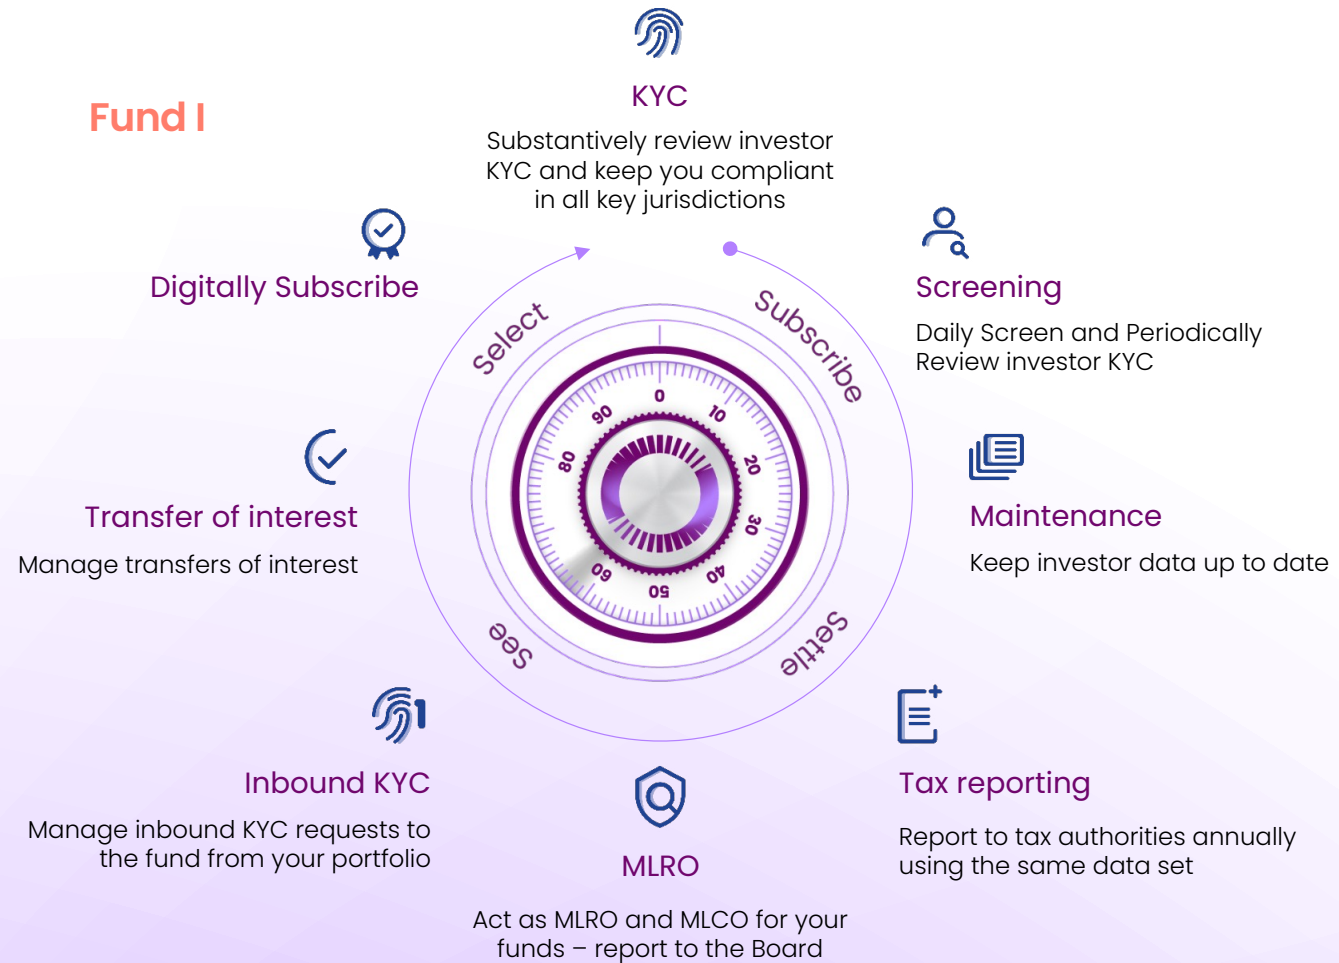 Fund I
KYC
Substantively review investor
KYC and keep you compliant
in all key jurisdictions
Digitally Subscribe
Screening
Daily Screen and Periodically
Review investor KYC
Select
Subscribe
0
10
20
30
40
50
60
80
90
Transfer of interest
Manage transfers of interest
Maintenance
Keep investor data up to date
See
Settle
1
Inbound KYC
Manage inbound KYC requests to
the fund from your portfolio
MLRO
Act as MLRO and MLCO for your
funds – report to the Board
Tax reporting
Report to tax authorities annually
using the same data set